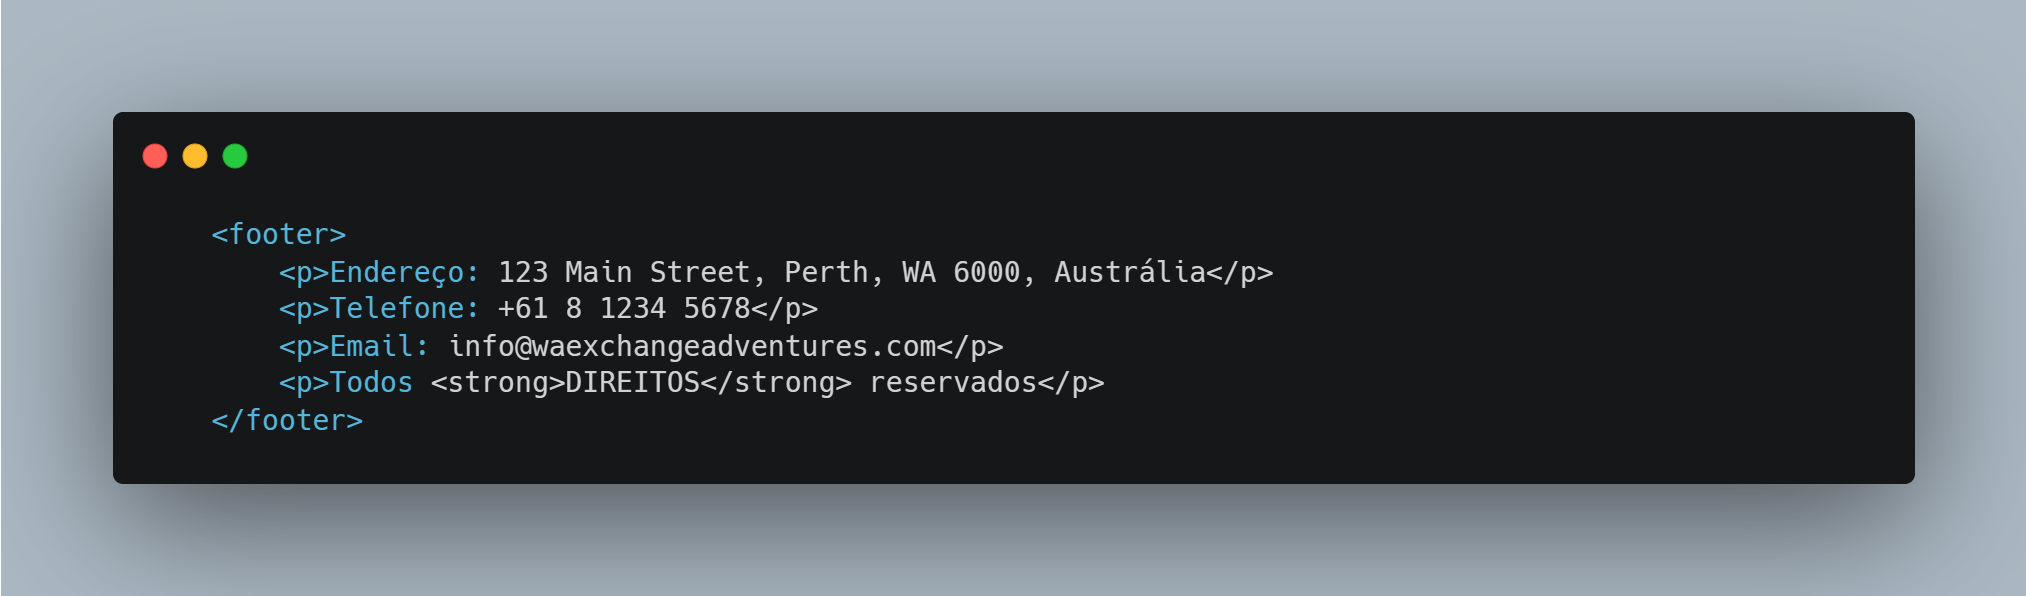 <footer>
<p>Endereço: 123 Main Street, Perth, WA 6000, Austrália</p>
<p>Telefone: +61 8 1234 5678</p>
<p>Email: info@waexchangeadventures.com</p>
<p>Todos <strong>DIREITOS</strong> reservados</p>
</footer>